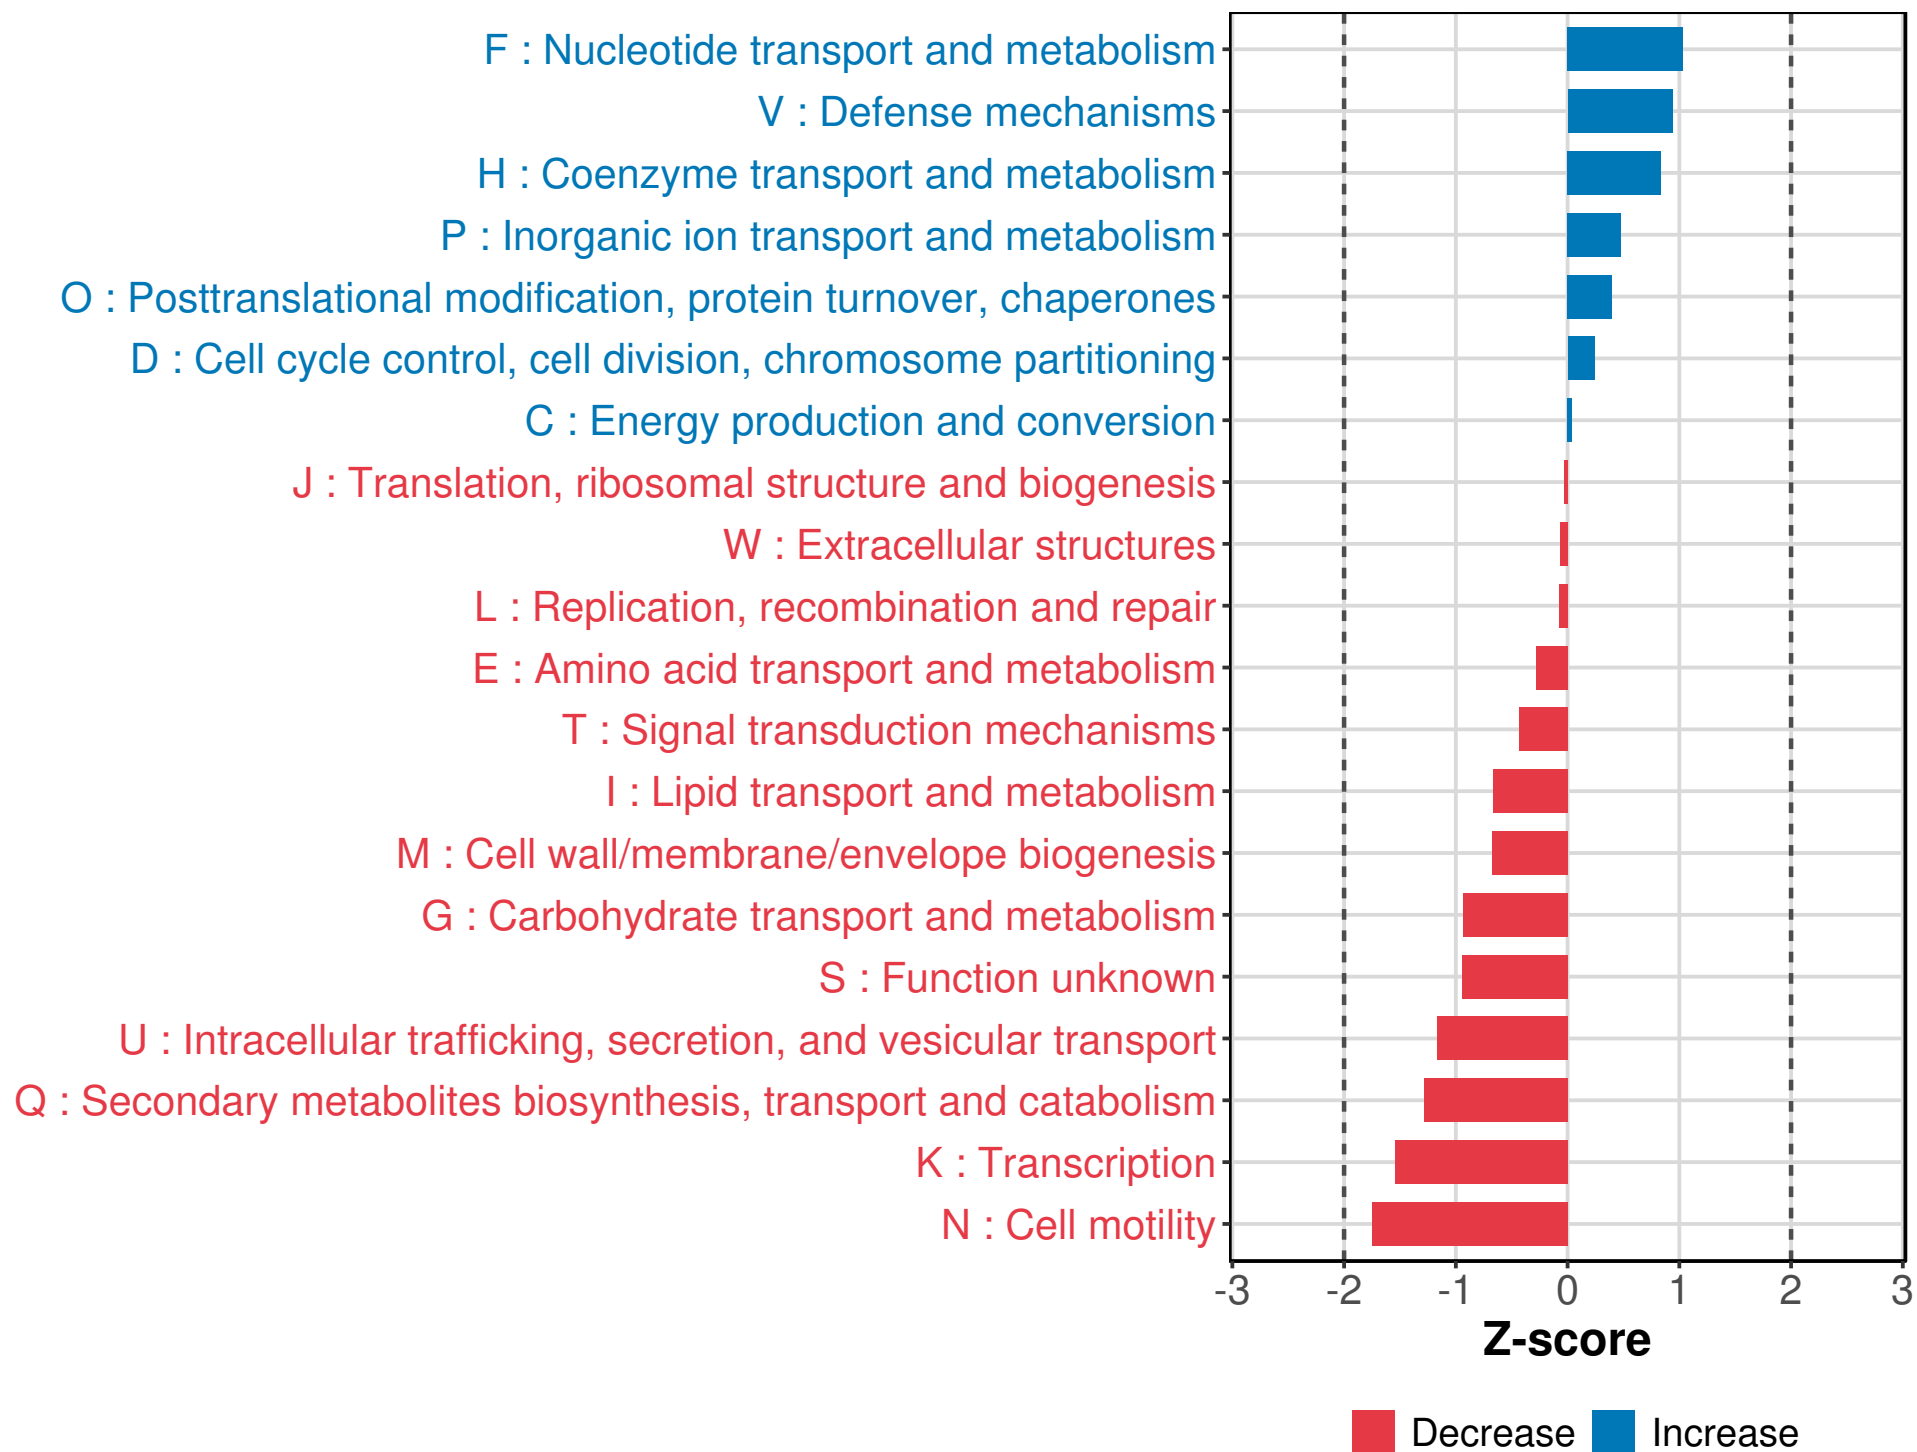 F : Nucleotide transport and metabolism
V : Defense mechanisms
H : Coenzyme transport and metabolism
P : Inorganic ion transport and metabolism
O : Posttranslational modification, protein turnover, chaperones
D : Cell cycle control, cell division, chromosome partitioning
C : Energy production and conversion
J : Translation, ribosomal structure and biogenesis
W : Extracellular structures
L : Replication, recombination and repair
E : Amino acid transport and metabolism
T : Signal transduction mechanisms
I : Lipid transport and metabolism
M : Cell wall/membrane/envelope biogenesis
G : Carbohydrate transport and metabolism
S : Function unknown
U : Intracellular trafficking, secretion, and vesicular transport
Q : Secondary metabolites biosynthesis, transport and catabolism
K : Transcription
N : Cell motility
-3 -2 -1 0 1 2 3
Z-score
Decrease Increase